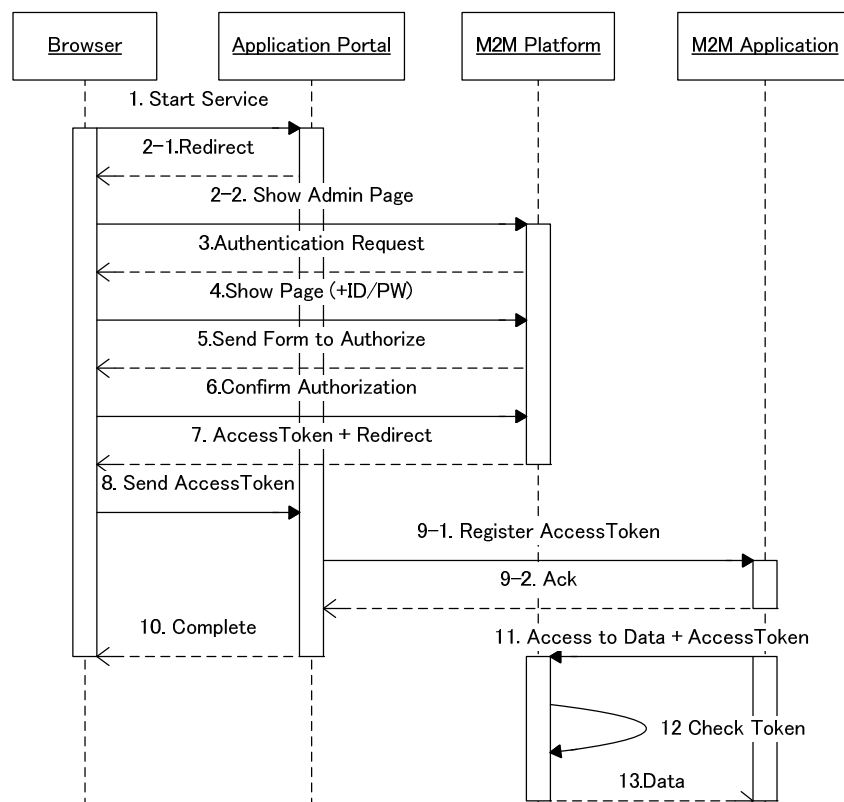 Browser
Application Portal
M2M Platform
M2M Application
1. Start Service
2-1.Redirect
2-2. Show Admin Page
3.Authentication Request
4.Show Page (+ID/PW)
5.Send Form to Authorize
6.Confirm Authorization
7. AccessToken + Redirect
8. Send AccessToken
9-1. Register AccessToken
9-2. Ack
10. Complete
11. Access to Data + AccessToken
12 Check Token
13.Data